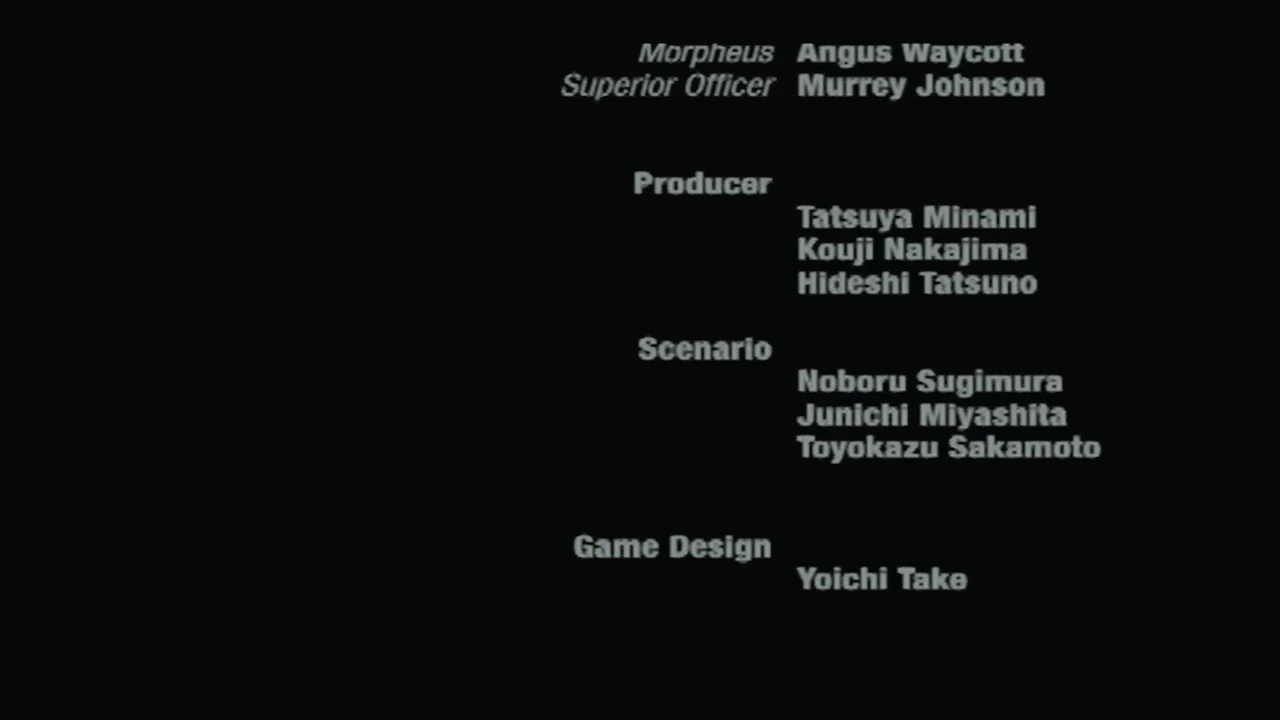 Morpheus Angus Waycott
Superior Officer Murrey Johnson
Producer
Tatsuya Minami
Kouji Nakajima
Hideshi Tatsuno
Scenario
Noboru Sugimura
Junichi Miyashita
Toyokazu Sakamoto
Game Design
Yoichi Take